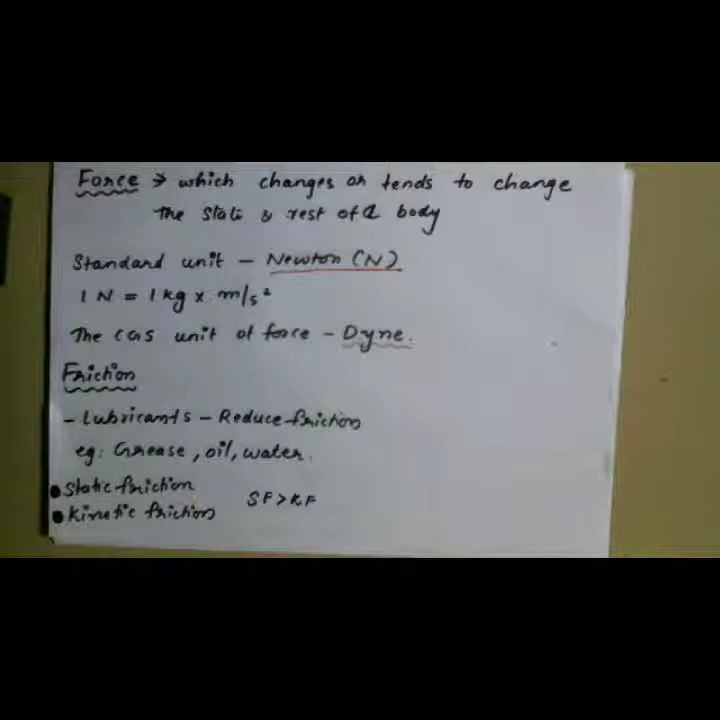 Force → which changes or tends to change
the state & rest of a body
Standard unit - Newton (N)
1 N = 1 kg x m/s²
The CGS unit of force - Dyne.
Friction
- Lubricants - Reduce friction
eg: Grease, oil, water.
• Static friction
SF > KF
• Kinetic friction